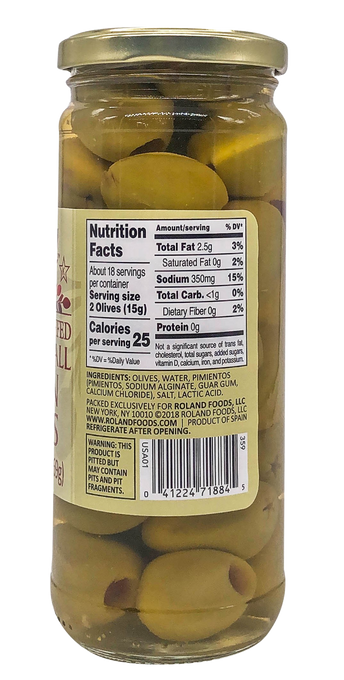 FED
ALL
Nutrition
Facts
About 18 servings
per container
Serving size
2 Olives (15g)
Calories
per serving 25
*%DV = %Daily Value
Amount/serving % DV*
Total Fat 2.5g 3%
Saturated Fat 0g 2%
Sodium 350mg 15%
Total Carb. <1g 0%
Dietary Fiber 0g 2%
Protein 0g
Not a significant source of trans fat,
cholesterol, total sugars, added sugars,
vitamin D, calcium, iron, and potassium.
INGREDIENTS: OLIVES, WATER, PIMIENTOS
(PIMIENTOS, SODIUM ALGINATE, GUAR GUM,
CALCIUM CHLORIDE), SALT, LACTIC ACID.
PACKED EXCLUSIVELY FOR ROLAND FOODS, LLC
NEW YORK, NY 10010 ©2018 ROLAND FOODS, LLC
WWW.ROLANDFOODS.COM | PRODUCT OF SPAIN
REFRIGERATE AFTER OPENING.
WARNING: THIS
PRODUCT IS
PITTED BUT
MAY CONTAIN
PITS AND PIT
FRAGMENTS.
USA01
359
0 41224 71884 5